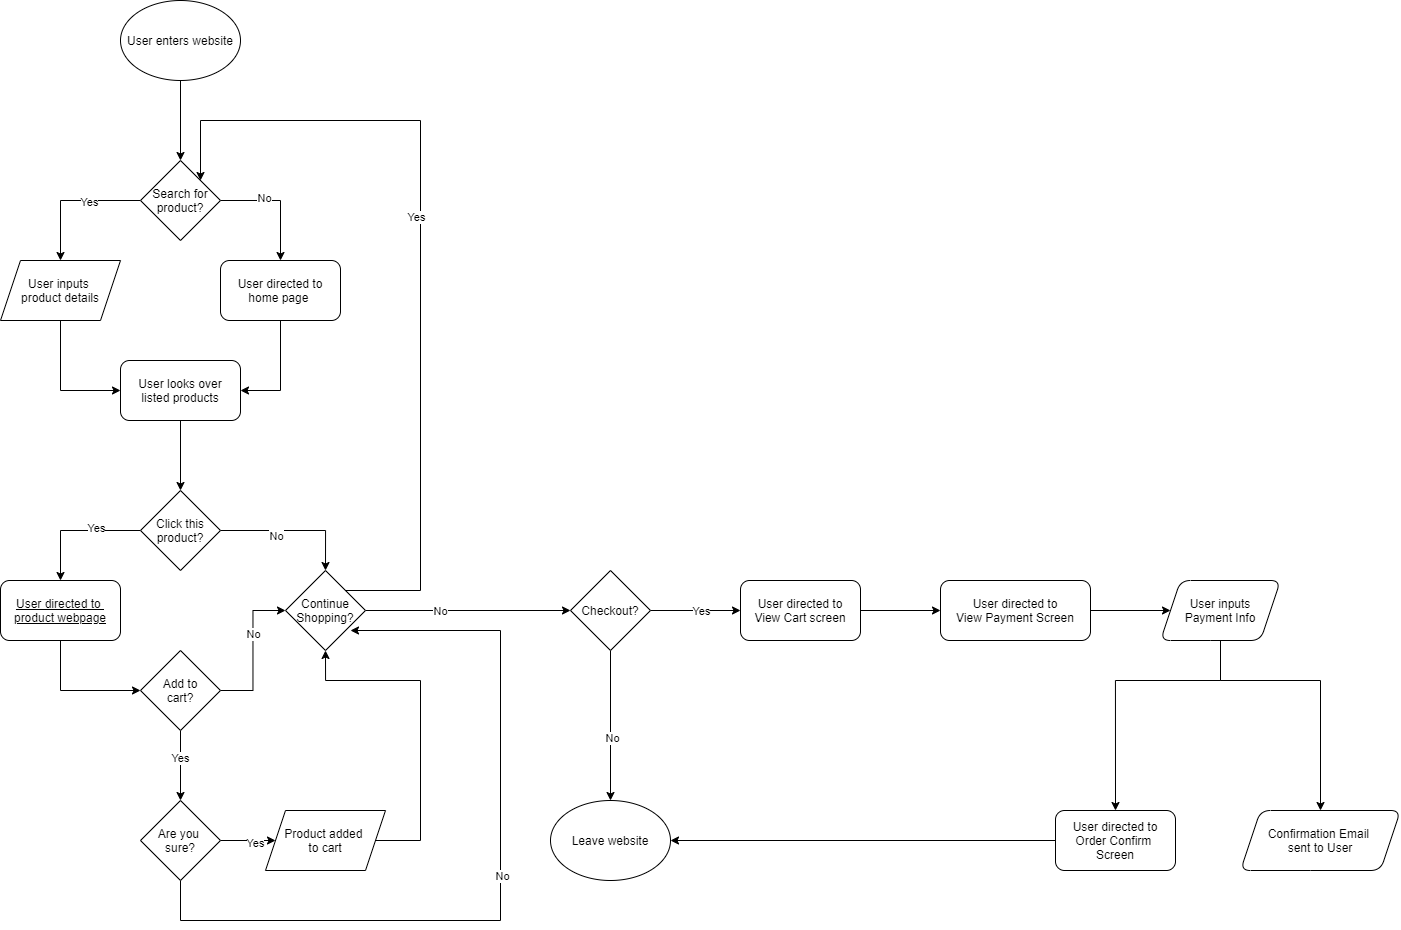 User enters website
Search for
product?
Yes
No
Yes
User inputs
product details
User directed to
home page
User looks over
listed products
Click this
product?
Yes
No
User directed to
product webpage
Continue
Shopping?
No
Checkout?
Yes
User directed to
View Cart screen
User directed to
View Payment Screen
User inputs
Payment Info
No
Add to
cart?
Yes
No
Are you
sure?
Yes
Product added
to cart
No
Leave website
User directed to
Order Confirm
Screen
Confirmation Email
sent to User